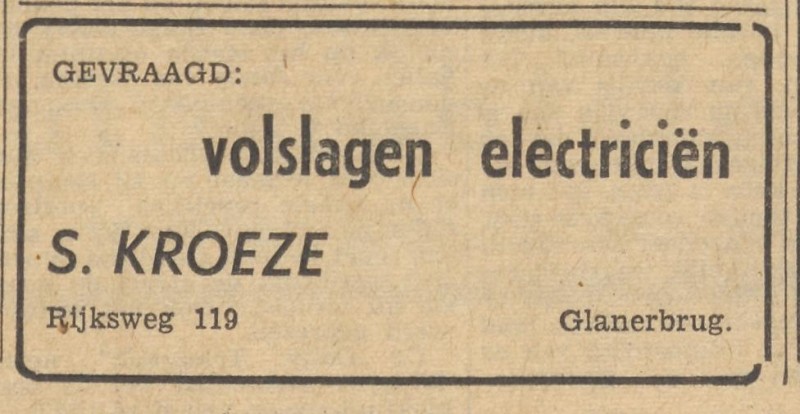 GEVRAAGD:
volslagen electriciën
S. KROEZE
Rijksweg 119 Glanerbrug.